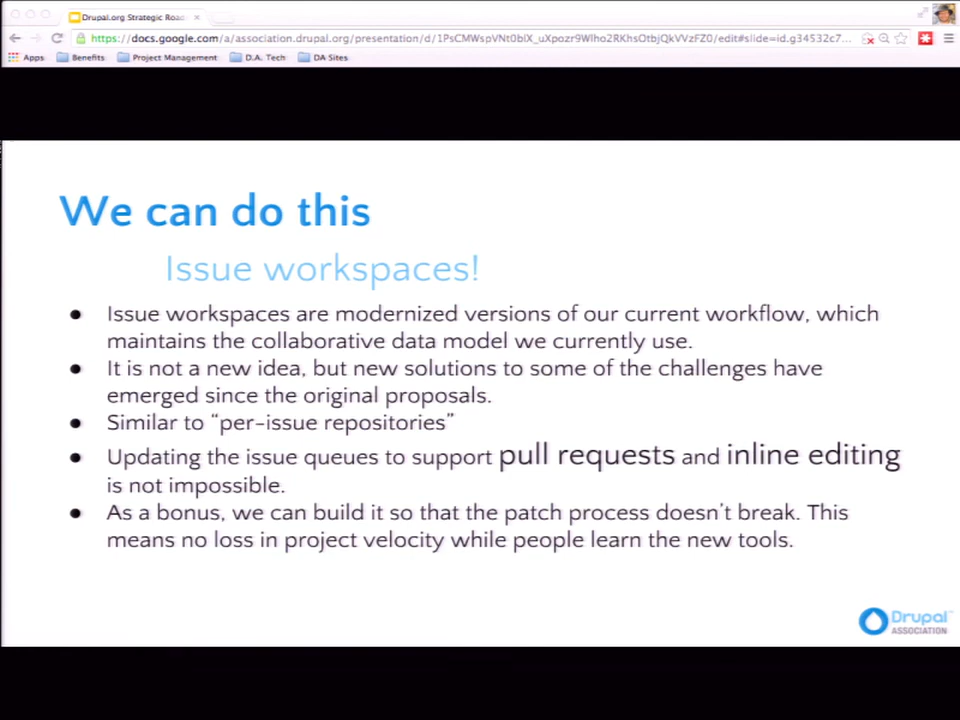 Drupal.org Strategic Road
https://docs.google.com/a/association.drupal.org/presentation/d/1PsCMWspVNt0biX_uXpozr9Wlho2RKhsOtbjQkVVzFZ0/edit#slide=id.g34532c7...
Apps Benefits Project Management D.A. Tech DA Sites
We can do this
Issue workspaces!
● Issue workspaces are modernized versions of our current workflow, which
maintains the collaborative data model we currently use.
● It is not a new idea, but new solutions to some of the challenges have
emerged since the original proposals.
● Similar to “per-issue repositories”
● Updating the issue queues to support pull requests and inline editing
is not impossible.
● As a bonus, we can build it so that the patch process doesn’t break. This
means no loss in project velocity while people learn the new tools.
Drupal™
ASSOCIATION